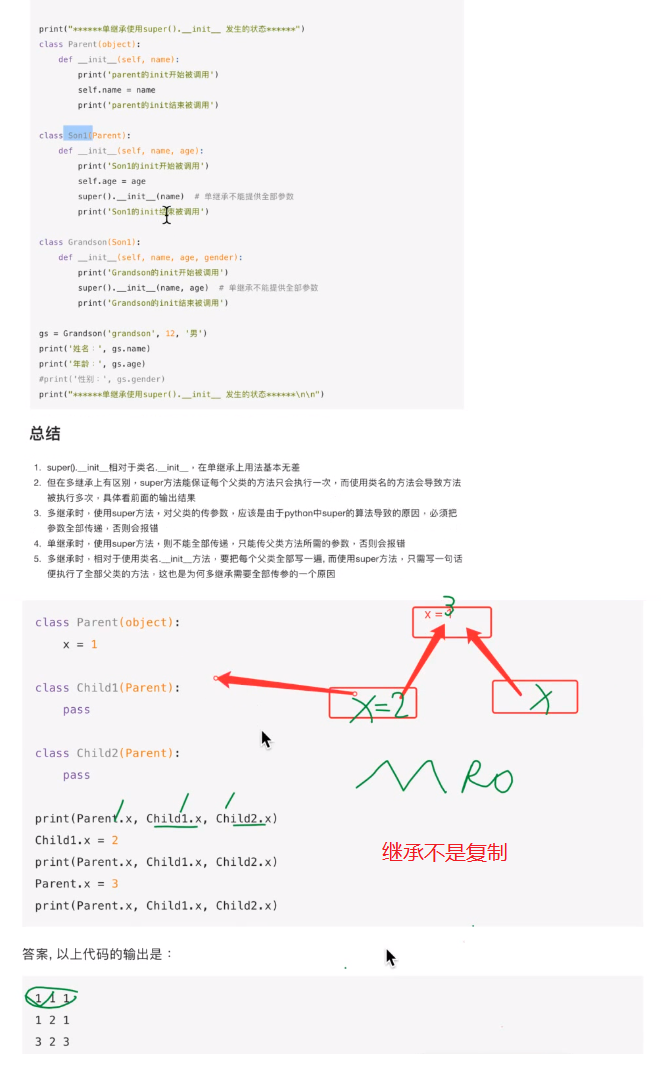 print("******单继承使用super().__init__ 发生的状态******")
class Parent(object):
    def __init__(self, name):
        print('parent的init开始被调用')
        self.name = name
        print('parent的init结束被调用')

class Son1(Parent):
    def __init__(self, name, age):
        print('Son1的init开始被调用')
        self.age = age
        super().__init__(name)  # 单继承不能提供全部参数
        print('Son1的init结束被调用')

class Grandson(Son1):
    def __init__(self, name, age, gender):
        print('Grandson的init开始被调用')
        super().__init__(name, age)  # 单继承不能提供全部参数
        print('Grandson的init结束被调用')

gs = Grandson('grandson', 12, '男')
print('姓名：', gs.name)
print('年龄：', gs.age)
#print('性别：', gs.gender)
print("******单继承使用super().__init__ 发生的状态******\n\n")
总结
1. super().__init__相对于类名.__init__，在单继承上用法基本无差
2. 但在多继承上有区别，super方法能保证每个父类的方法只会执行一次，而使用类名的方法会导致方法
被执行多次，具体看前面的输出结果
3. 多继承时，使用super方法，对父类的传参数，应该是由于python中super的算法导致的原因，必须把
参数全部传递，否则会报错
4. 单继承时，使用super方法，则不能全部传递，只能传父类方法所需的参数，否则会报错
5. 多继承时，相对于使用类名.__init__方法，要把每个父类全部写一遍, 而使用super方法，只需写一句话
便执行了全部父类的方法，这也是为何多继承需要全部传参的一个原因
class Parent(object):
    x = 1
x = 3

class Child1(Parent):
    pass
x=2
x

class Child2(Parent):
    pass
MRO

print(Parent.x, Child1.x, Child2.x)
Child1.x = 2
print(Parent.x, Child1.x, Child2.x)
继承不是复制
Parent.x = 3
print(Parent.x, Child1.x, Child2.x)
答案, 以上代码的输出是：
1 1 1
1 2 1
3 2 3